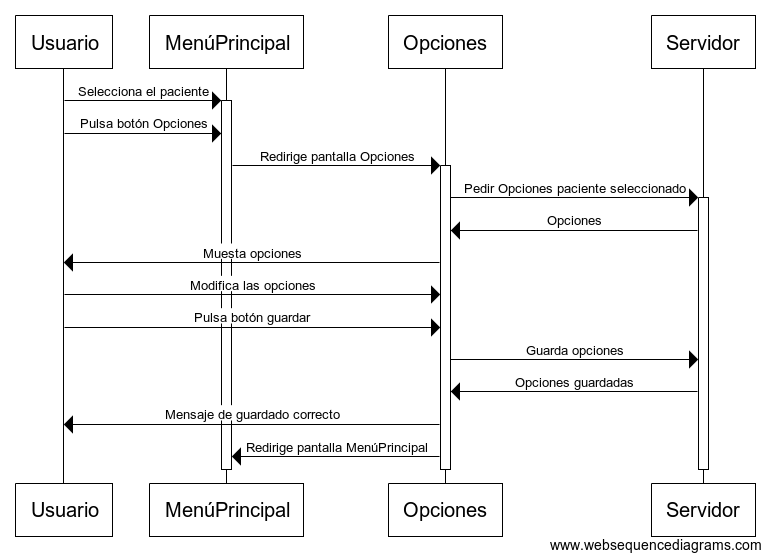 Usuario
MenúPrincipal
Opciones
Servidor
Selecciona el paciente
Pulsa botón Opciones
Redirige pantalla Opciones
Pedir Opciones paciente seleccionado
Opciones
Muesta opciones
Modifica las opciones
Pulsa botón guardar
Guarda opciones
Opciones guardadas
Mensaje de guardado correcto
Redirige pantalla MenúPrincipal
Usuario
MenúPrincipal
Opciones
Servidor
www.websequencediagrams.com